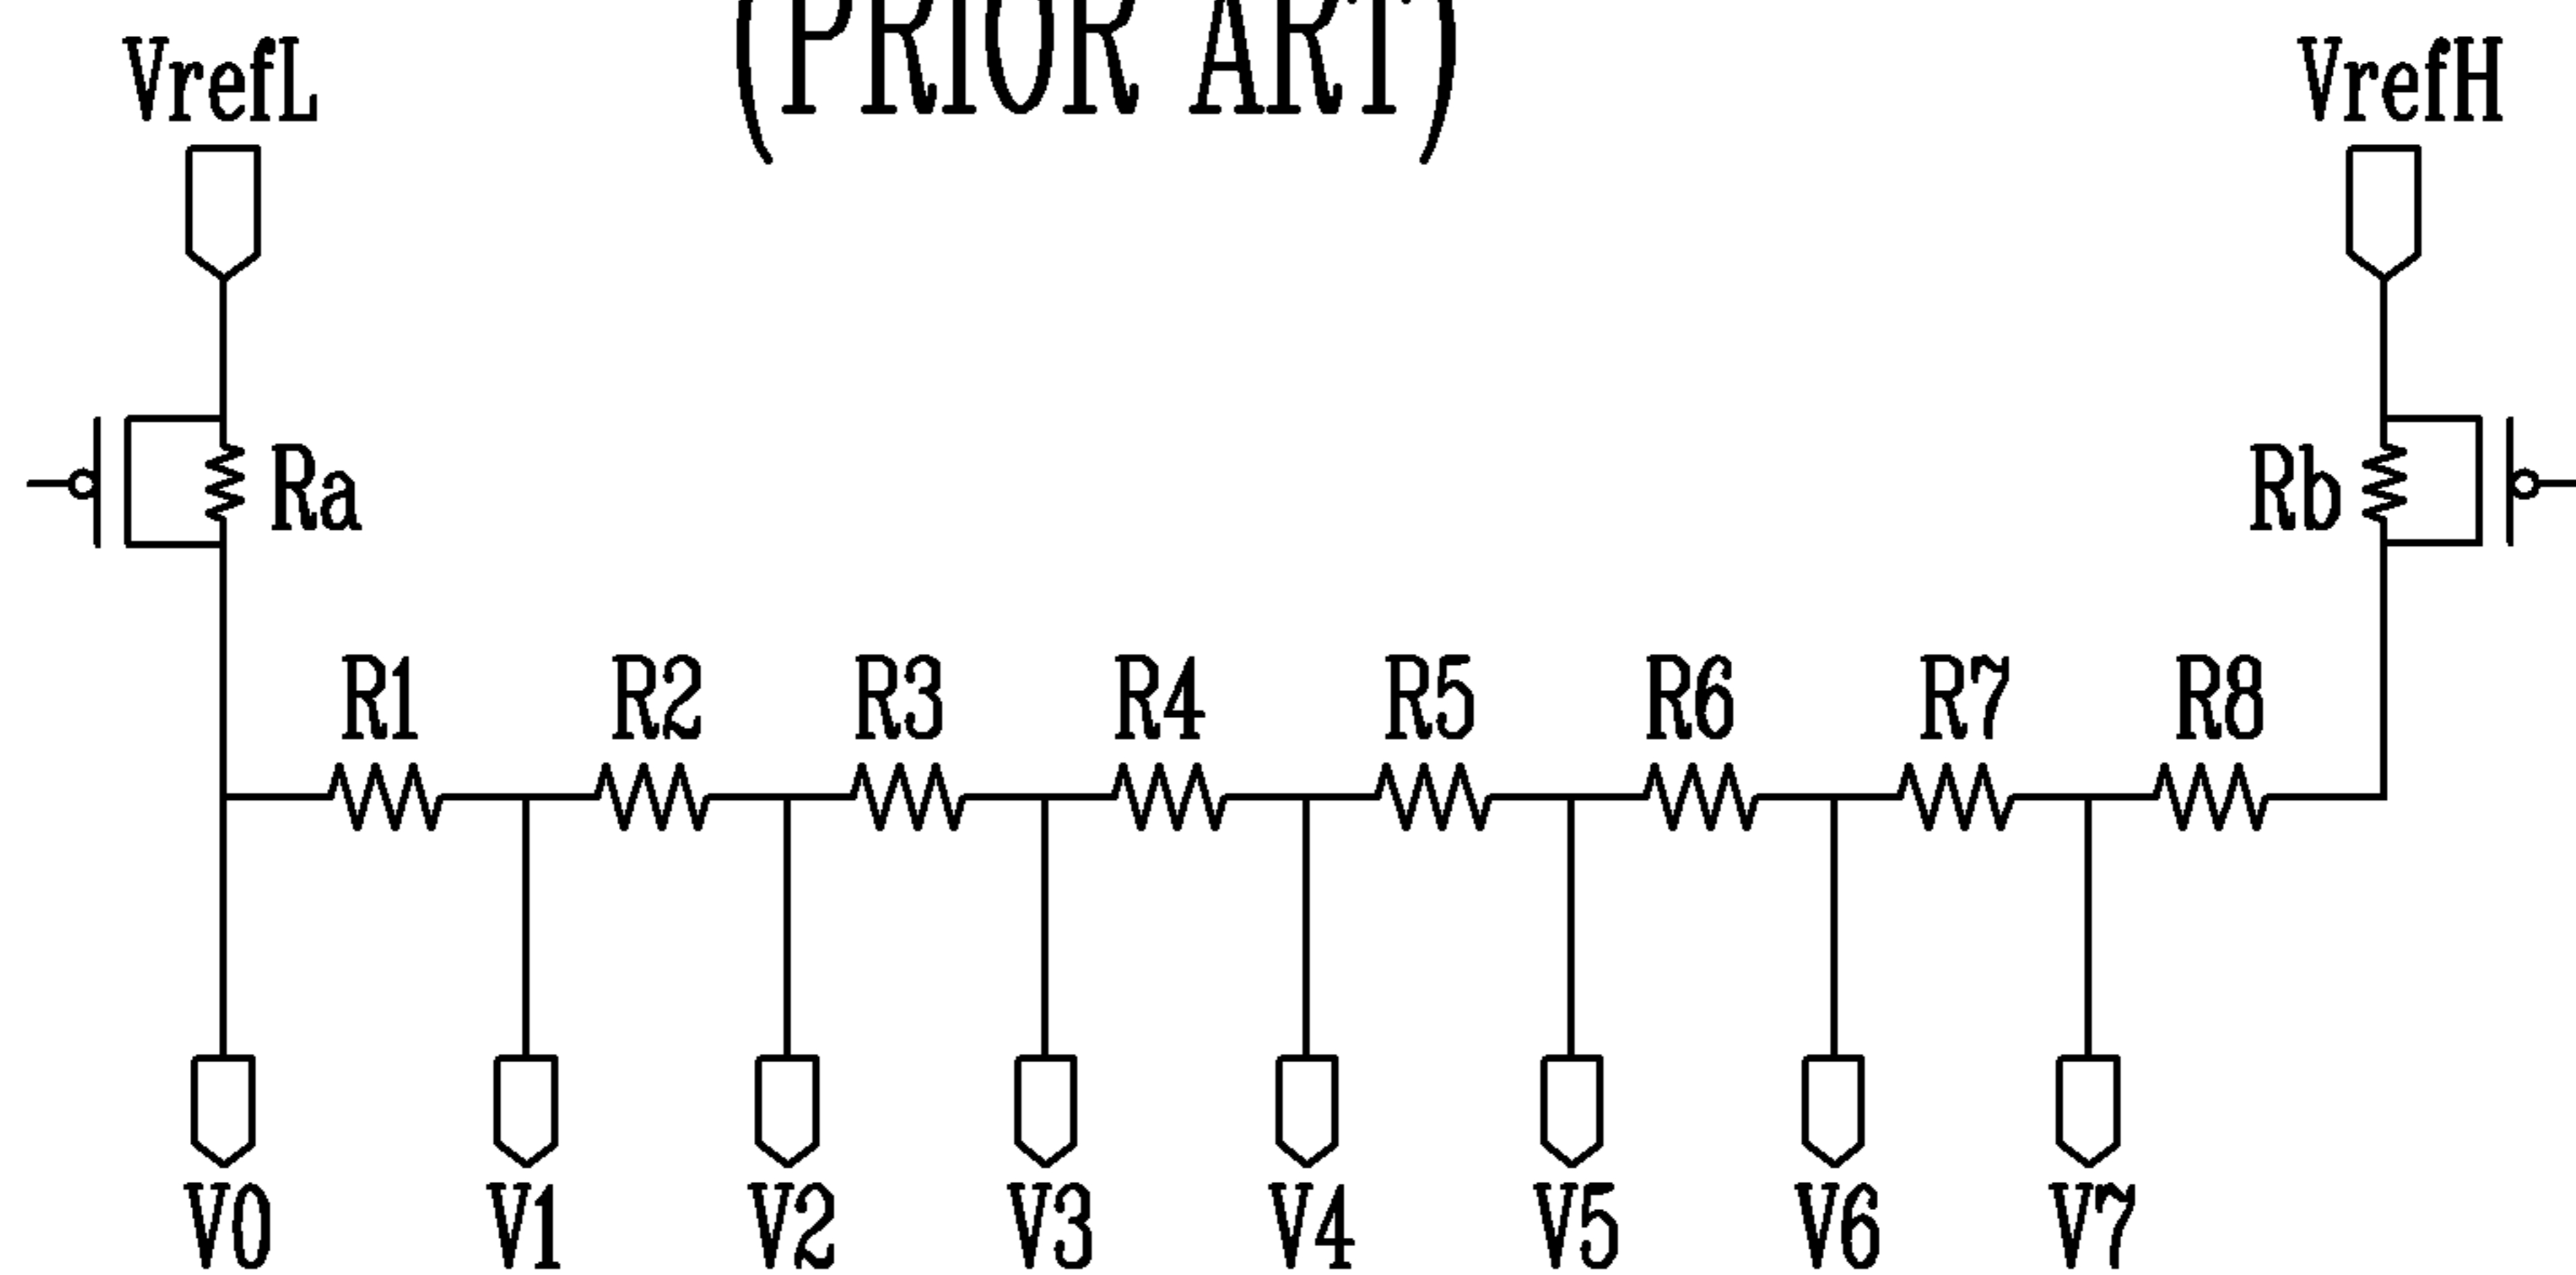 (PRIOR ART)
VrefL VrefH
Ra Rb
R1 R2 R3 R4 R5 R6 R7 R8
V0 V1 V2 V3 V4 V5 V6 V7